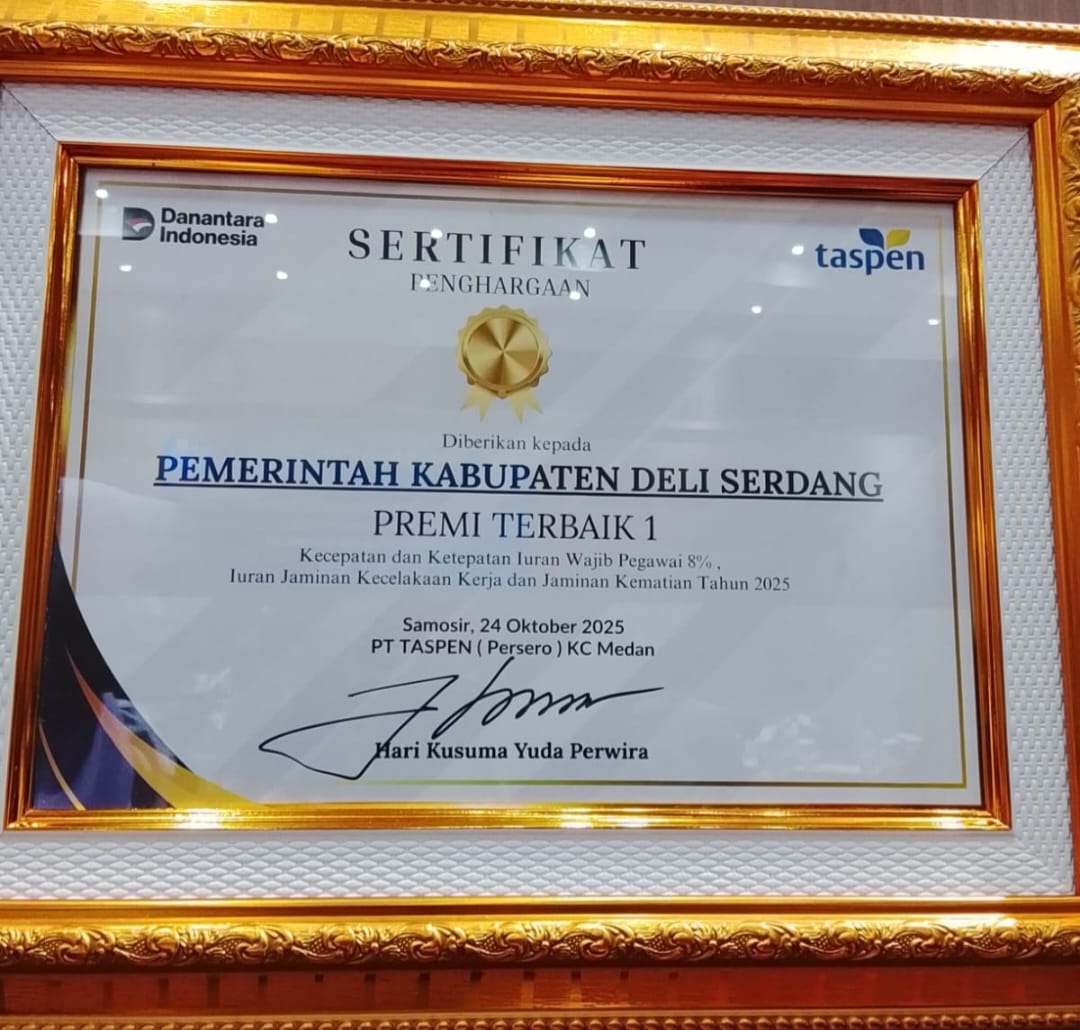 Danantara
Indonesia
SERTIFIKAT
PENGHARGAAN
taspen
Diberikan kepada
PEMERINTAH KABUPATEN DELI SERDANG
PREMI TERBAIK 1
Kecepatan dan Ketepatan Iuran Wajib Pegawai 8% ,
Iuran Jaminan Kecelakaan Kerja dan Jaminan Kematian Tahun 2025
Samosir, 24 Oktober 2025
PT TASPEN ( Persero ) KC Medan
Hari Kusuma Yuda Perwira